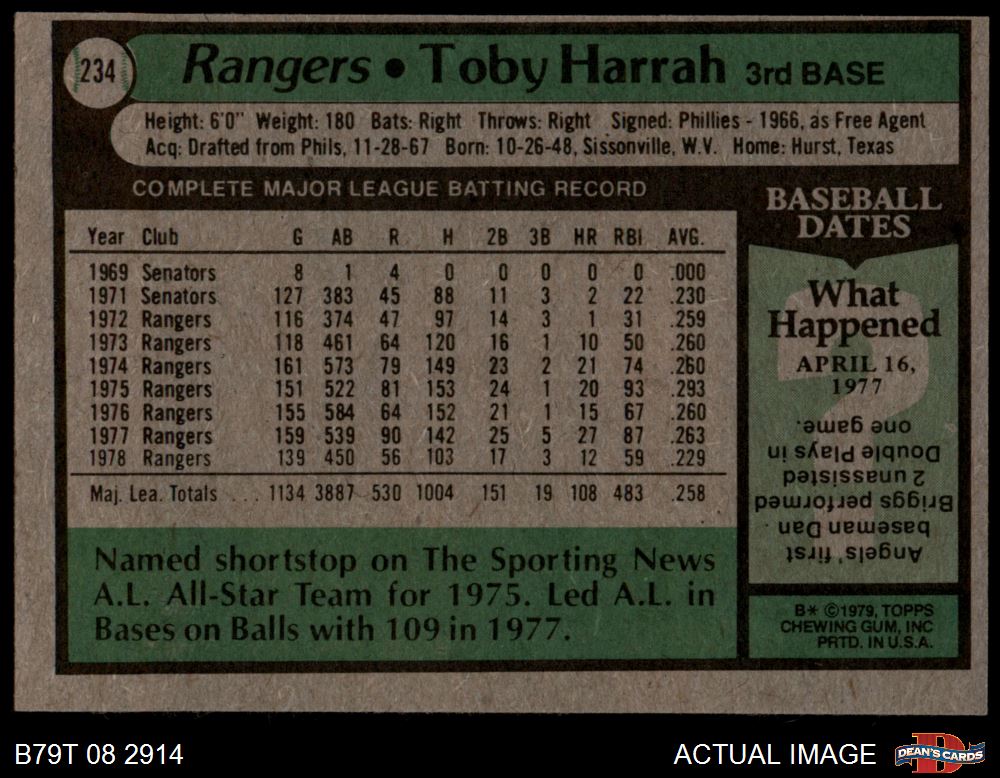 234
Rangers • Toby Harrah 3rd BASE
Height: 6'0" Weight: 180 Bats: Right Throws: Right Signed: Phillies - 1966, as Free Agent
Acq: Drafted from Phils, 11-28-67 Born: 10-26-48, Sissonville, W.V. Home: Hurst, Texas
COMPLETE MAJOR LEAGUE BATTING RECORD
Year Club G AB R H 2B 3B HR RBI AVG.
1969 Senators 8 1 4 0 0 0 0 0 .000
1971 Senators 127 383 45 88 11 3 2 22 .230
1972 Rangers 116 374 47 97 14 3 1 31 .259
1973 Rangers 118 461 64 120 16 1 10 50 .260
1974 Rangers 161 573 79 149 23 2 21 74 .260
1975 Rangers 151 522 81 153 24 1 20 93 .293
1976 Rangers 155 584 64 152 21 1 15 67 .260
1977 Rangers 159 539 90 142 25 5 27 87 .263
1978 Rangers 139 450 56 103 17 3 12 59 .229
Maj. Lea. Totals ... 1134 3887 530 1004 151 19 108 483 .258
Named shortstop on The Sporting News
A.L. All-Star Team for 1975. Led A.L. in
Bases on Balls with 109 in 1977.
BASEBALL
DATES
What
Happened
APRIL 16,
1977
Angels' first
baseman Dan
Briggs performed
2 unassisted
Double Plays in
one game.
B* ©1979, TOPPS
CHEWING GUM, INC
PRTD. IN U.S.A.
B79T 08 2914
ACTUAL IMAGE
DEAN'S CARDS